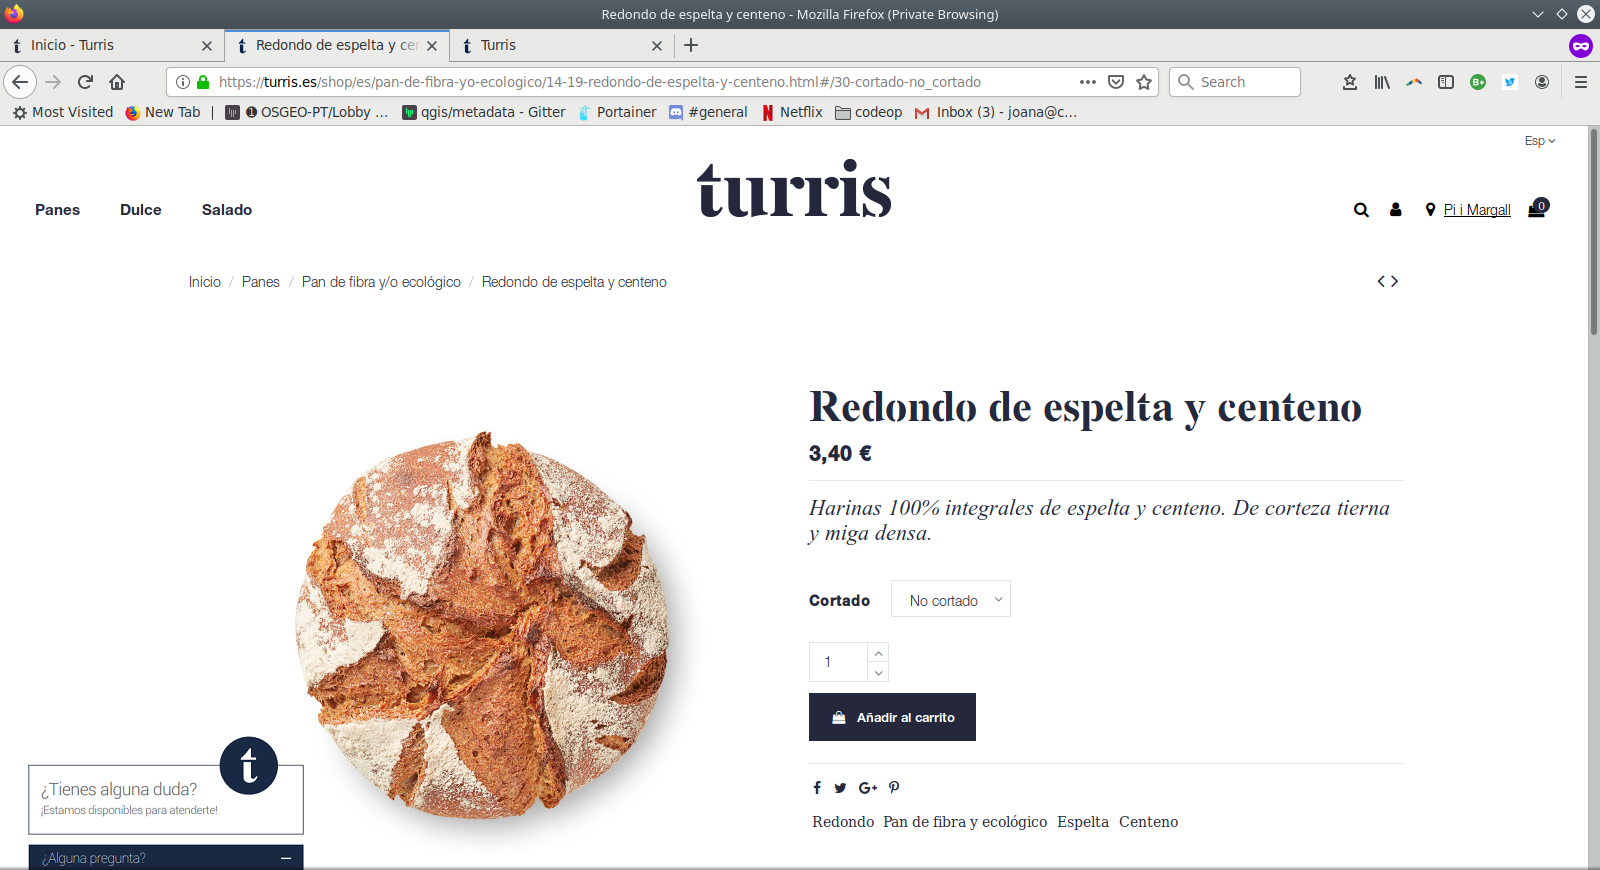 Redondo de espelta y centeno - Mozilla Firefox (Private Browsing)
Inicio - Turris
Redondo de espelta y cen
Turris
https://turris.es/shop/es/pan-de-fibra-yo-ecologico/14-19-redondo-de-espelta-y-centeno.html#/30-cortado-no_cortado
Search
Most Visited
New Tab
❶ OSGEO-PT/Lobby ...
qgis/metadata - Gitter
Portainer
#general
Netflix
codeop
Inbox (3) - joana@c...
Esp
turris
Panes
Dulce
Salado
Pi i Margall
0
Inicio / Panes / Pan de fibra y/o ecológico / Redondo de espelta y centeno
Redondo de espelta y centeno
3,40 €
Harinas 100% integrales de espelta y centeno. De corteza tierna
y miga densa.
Cortado
No cortado
1
Añadir al carrito
Redondo Pan de fibra y ecológico Espelta Centeno
t
¿Tienes alguna duda?
¡Estamos disponibles para atenderte!
¿Alguna pregunta?